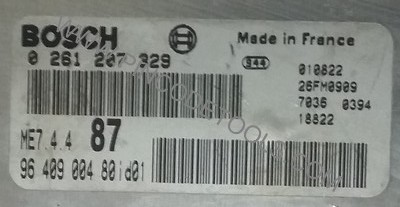 BOSCH
Made in France
0 261 207 329
944
010822
26FM0909
7036 0394
18822
ME7.4.4 87
96 409 004 80 id01